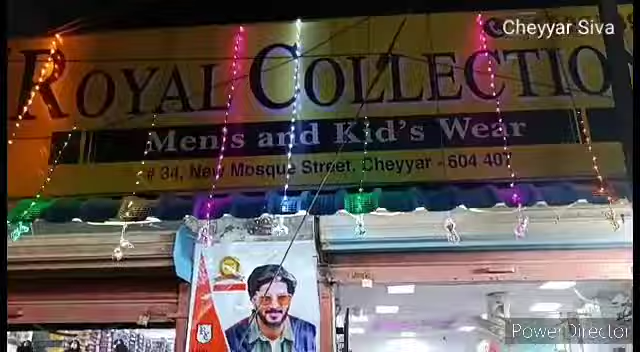 Cheyyar Siva
ROYAL COLLECTIO
Men's and Kid's Wear
# 34, New Mosque Street, Cheyyar - 604 407
PowerDirector